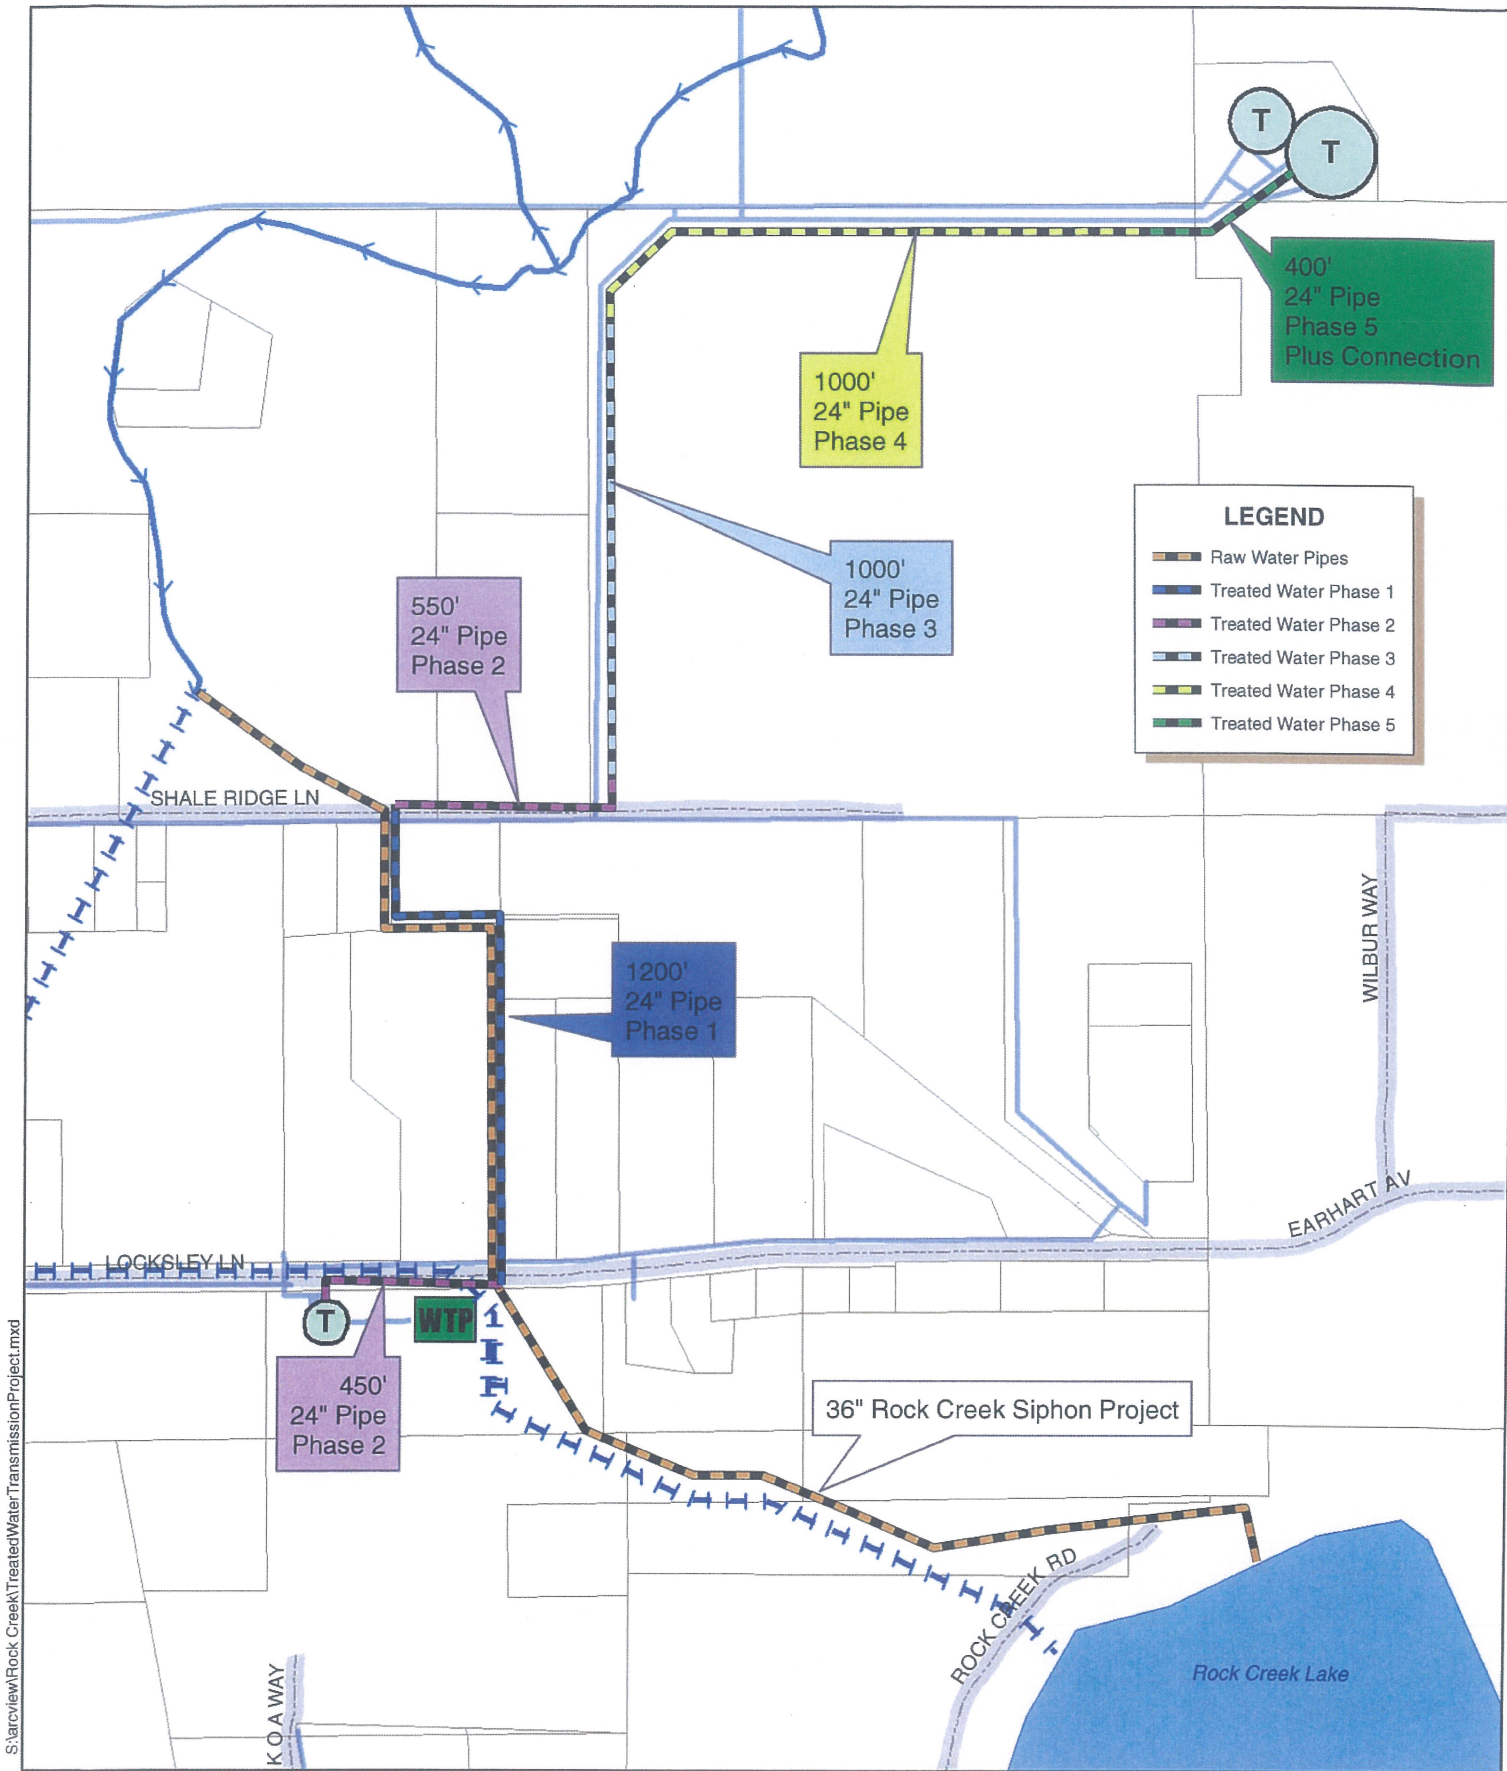 T
T
400'
24" Pipe
Phase 5
Plus Connection
1000'
24" Pipe
Phase 4
LEGEND
Raw Water Pipes
Treated Water Phase 1
Treated Water Phase 2
Treated Water Phase 3
Treated Water Phase 4
Treated Water Phase 5
1000'
24" Pipe
Phase 3
550'
24" Pipe
Phase 2
SHALE RIDGE LN
WILBUR WAY
1200'
24" Pipe
Phase 1
EARHART AV
LOCKSLEY LN
T
WTP
450'
24" Pipe
Phase 2
36" Rock Creek Siphon Project
ROCK CREEK RD
Rock Creek Lake
K O A WAY
S:\arcview\Rock Creek\TreatedWaterTransmissionProject.mxd